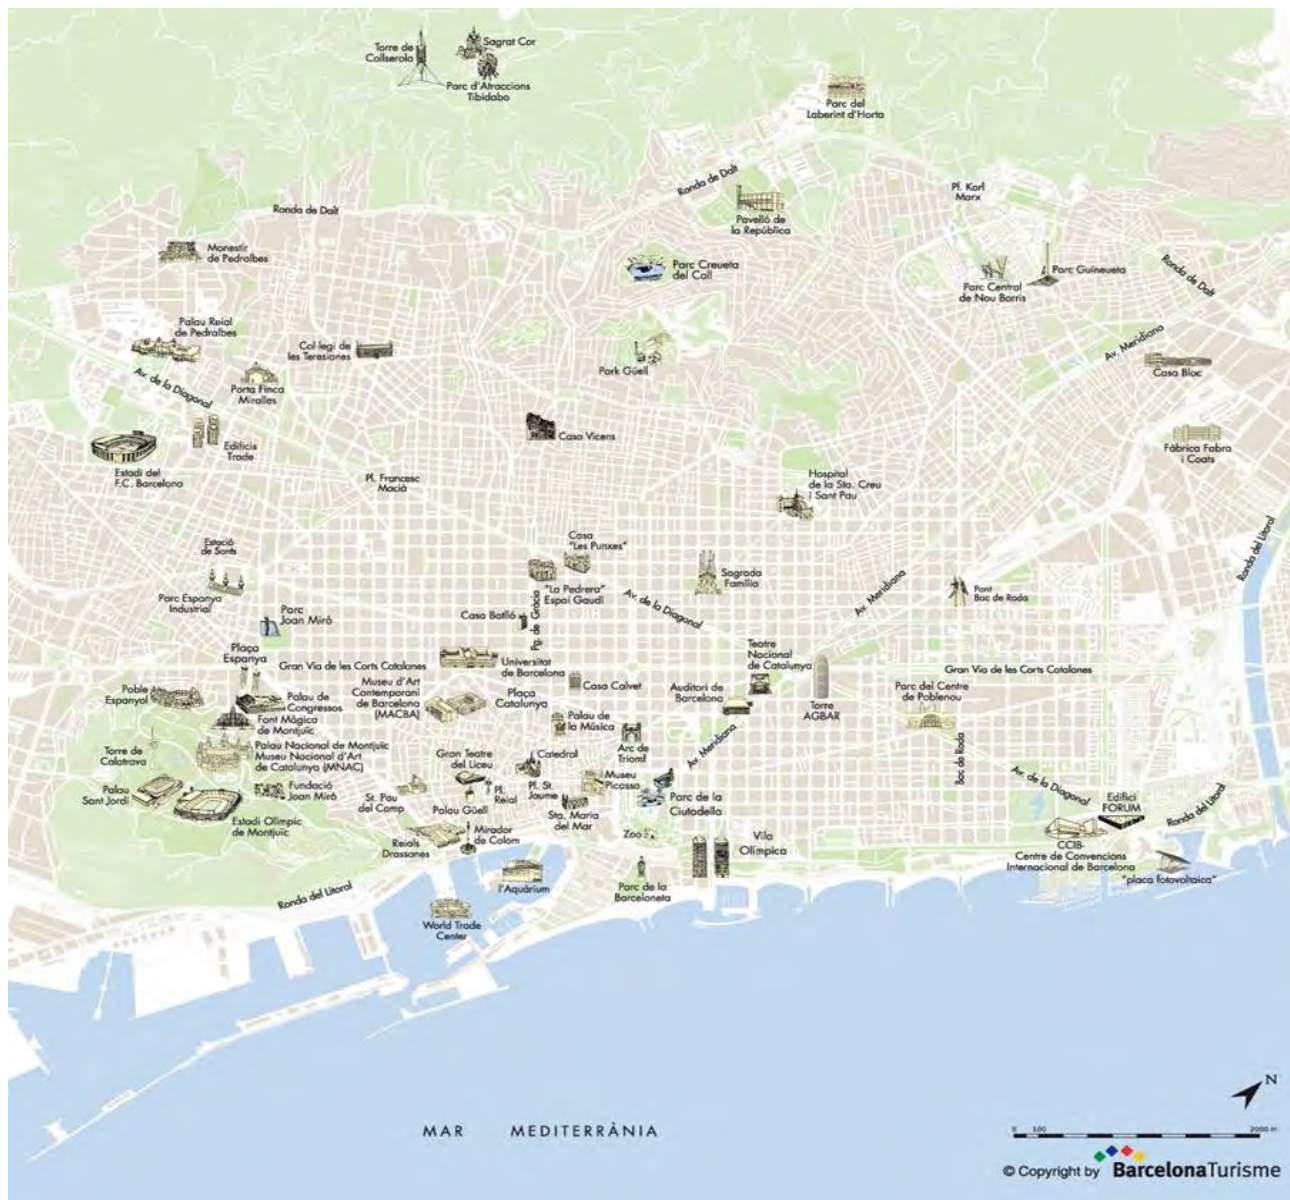 Torre de
Collserola
Sagrat Cor
Parc d'Atraccions
Tibidabo
Parc del
Laberint d'Horta
Ronda de Dalt
Pl. Karl
Marx
Ronda de Dalt
Pavelló de
la República
Monestir
de Pedralbes
Parc Creueta
del Coll
Parc Guineueta
Parc Central
de Nou Barris
Ronda de Dalt
Palau Reial
de Pedralbes
Col·legi de
les Teresianes
Park Güell
Av. Meridiana
Casa Bloc
Av. de la Diagonal
Porta Finca
Miralles
Edificis
Trade
Casa Vicens
Fàbrica Fabra
i Coats
Estadi del
F.C. Barcelona
Pl. Francesc
Macià
Hospital
de la Sta. Creu
i Sant Pau
Ronda del Litoral
Estació
de Sants
Casa
"Les Punxes"
Parc Espanya
Industrial
"La Pedrera"
Espai Gaudí
Sagrada
Família
Av. Meridiana
Pont
Bac de Roda
Parc
Joan Miró
Casa Batlló
Pg. de Gràcia
Av. de la Diagonal
Plaça
Espanya
Gran Via de les Corts Catalanes
Universitat
de Barcelona
Teatre
Nacional
de Catalunya
Gran Via de les Corts Catalanes
Poble
Espanyol
Palau de
Congressos
Museu d'Art
Contemporani
de Barcelona
(MACBA)
Plaça
Catalunya
Casa Calvet
Auditori de
Barcelona
Torre
AGBAR
Parc del Centre
de Poblenou
Font Màgica
de Montjuïc
Palau de
la Música
Torre de
Calatrava
Palau Nacional de Montjuïc
Museu Nacional d'Art
de Catalunya (MNAC)
Gran Teatre
del Liceu
Catedral
Arc de
Triomf
Av. Meridiana
Bac de Roda
Palau
Sant Jordi
Fundació
Joan Miró
St. Pau
del Camp
Pl.
Reial
Pl. St.
Jaume
Museu
Picasso
Parc de la
Ciutadella
Av. de la Diagonal
Edifici
FORUM
Ronda del Litoral
Estadi Olímpic
de Montjuïc
Palau Güell
Sta. Maria
del Mar
Reials
Drassanes
Mirador
de Colom
Zoo
Vila
Olímpica
CCIB-
Centre de Convencions
Internacional de Barcelona
"placa fotovoltaica"
Ronda del Litoral
l'Aquàrium
Parc de la
Barceloneta
World Trade
Center
N
MAR MEDITERRÀNIA
0 100 2000 m
© Copyright by BarcelonaTurisme